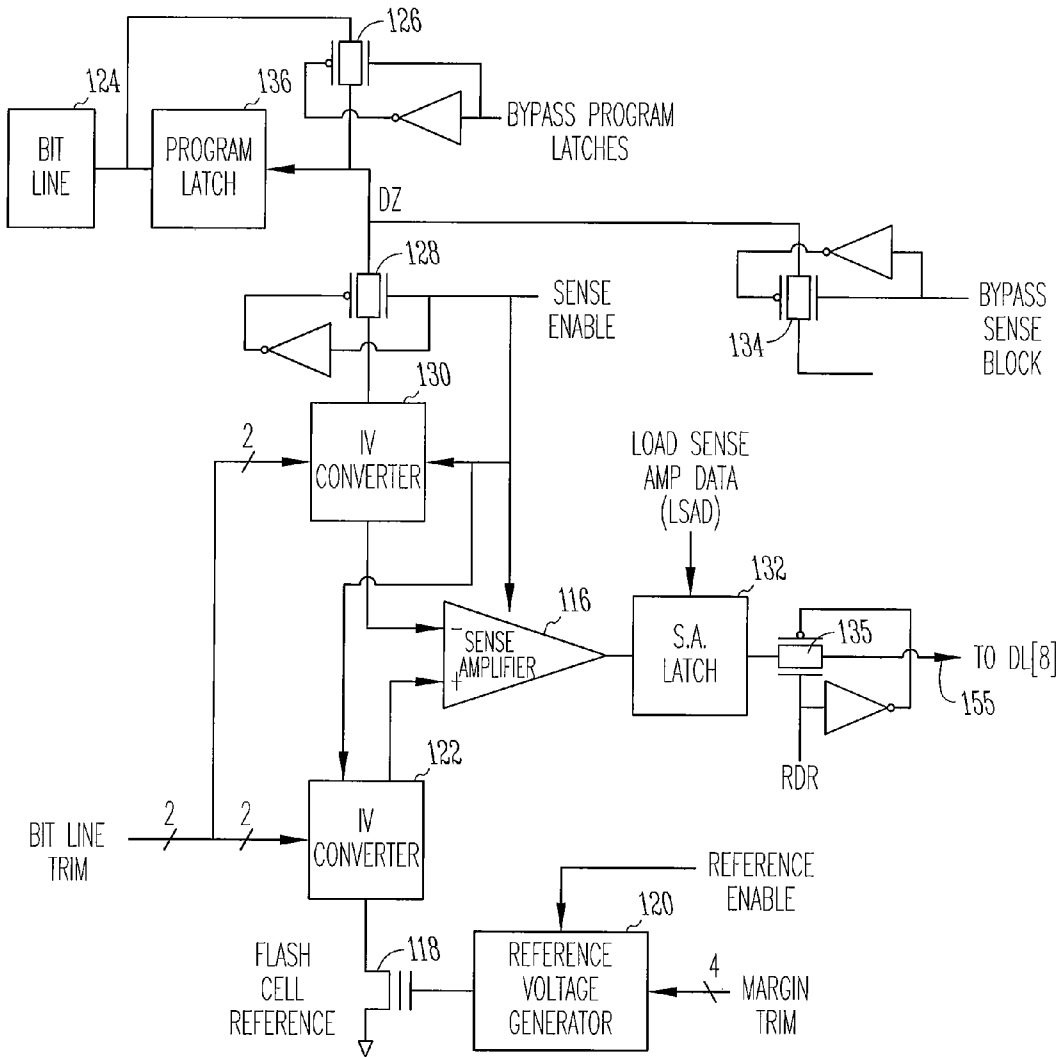 126
124
136
BIT
LINE
PROGRAM
LATCH
BYPASS PROGRAM
LATCHES
DZ
128
SENSE
ENABLE
134
BYPASS
SENSE
BLOCK
130
2
IV
CONVERTER
LOAD SENSE
AMP DATA
(LSAD)
132
116
−
SENSE
AMPLIFIER
+
S.A.
LATCH
135
TO DL[8]
155
RDR
122
2
2
BIT LINE
TRIM
IV
CONVERTER
REFERENCE
ENABLE
120
118
FLASH
CELL
REFERENCE
REFERENCE
VOLTAGE
GENERATOR
4
MARGIN
TRIM